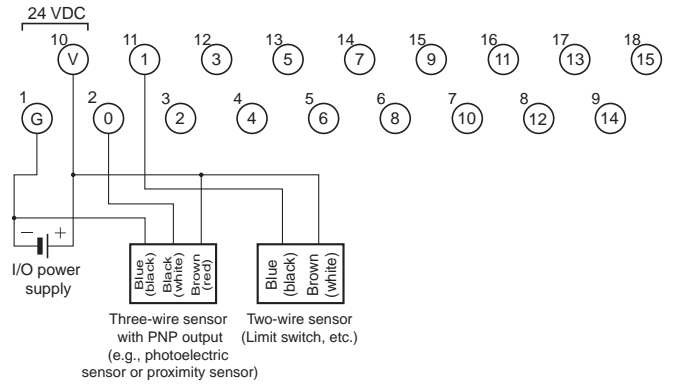 24 VDC
10 11 12 13 14 15 16 17 18
V 1 3 5 7 9 11 13 15
1 2 3 4 5 6 7 8 9
G 0 2 4 6 8 10 12 14
− +
I/O power
supply
Blue
(black)
Black
(white)
Brown
(red)
Blue
(black)
Brown
(white)
Three-wire sensor
with PNP output
(e.g., photoelectric
sensor or proximity sensor)
Two-wire sensor
(Limit switch, etc.)